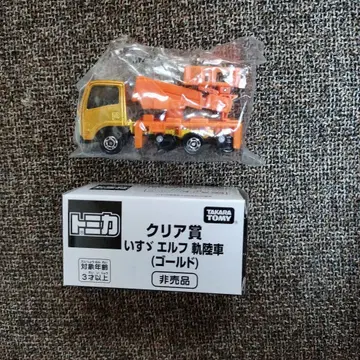 トミカ
対象年齢
3才以上
クリア賞
いすゞ エルフ 軌陸車
(ゴールド)
非売品
TAKARA
TOMY